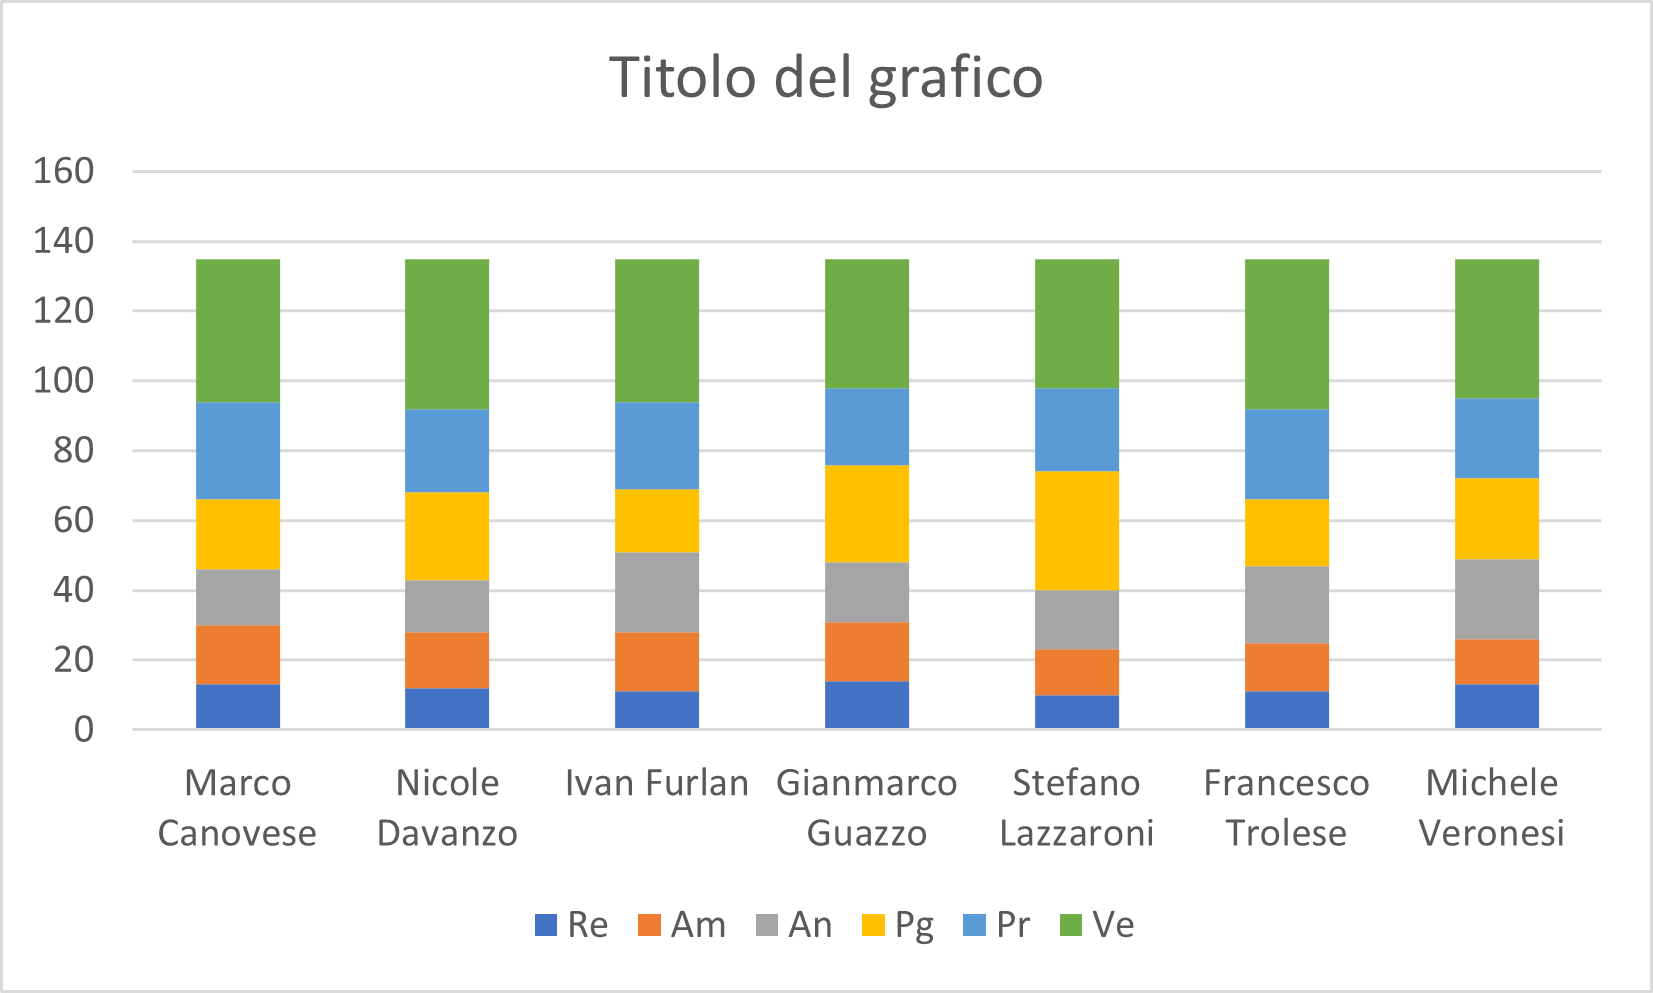 Titolo del grafico
160
140
120
100
80
60
40
20
0
Marco Canovese
Nicole Davanzo
Ivan Furlan
Gianmarco Guazzo
Stefano Lazzaroni
Francesco Trolese
Michele Veronesi
Re Am An Pg Pr Ve